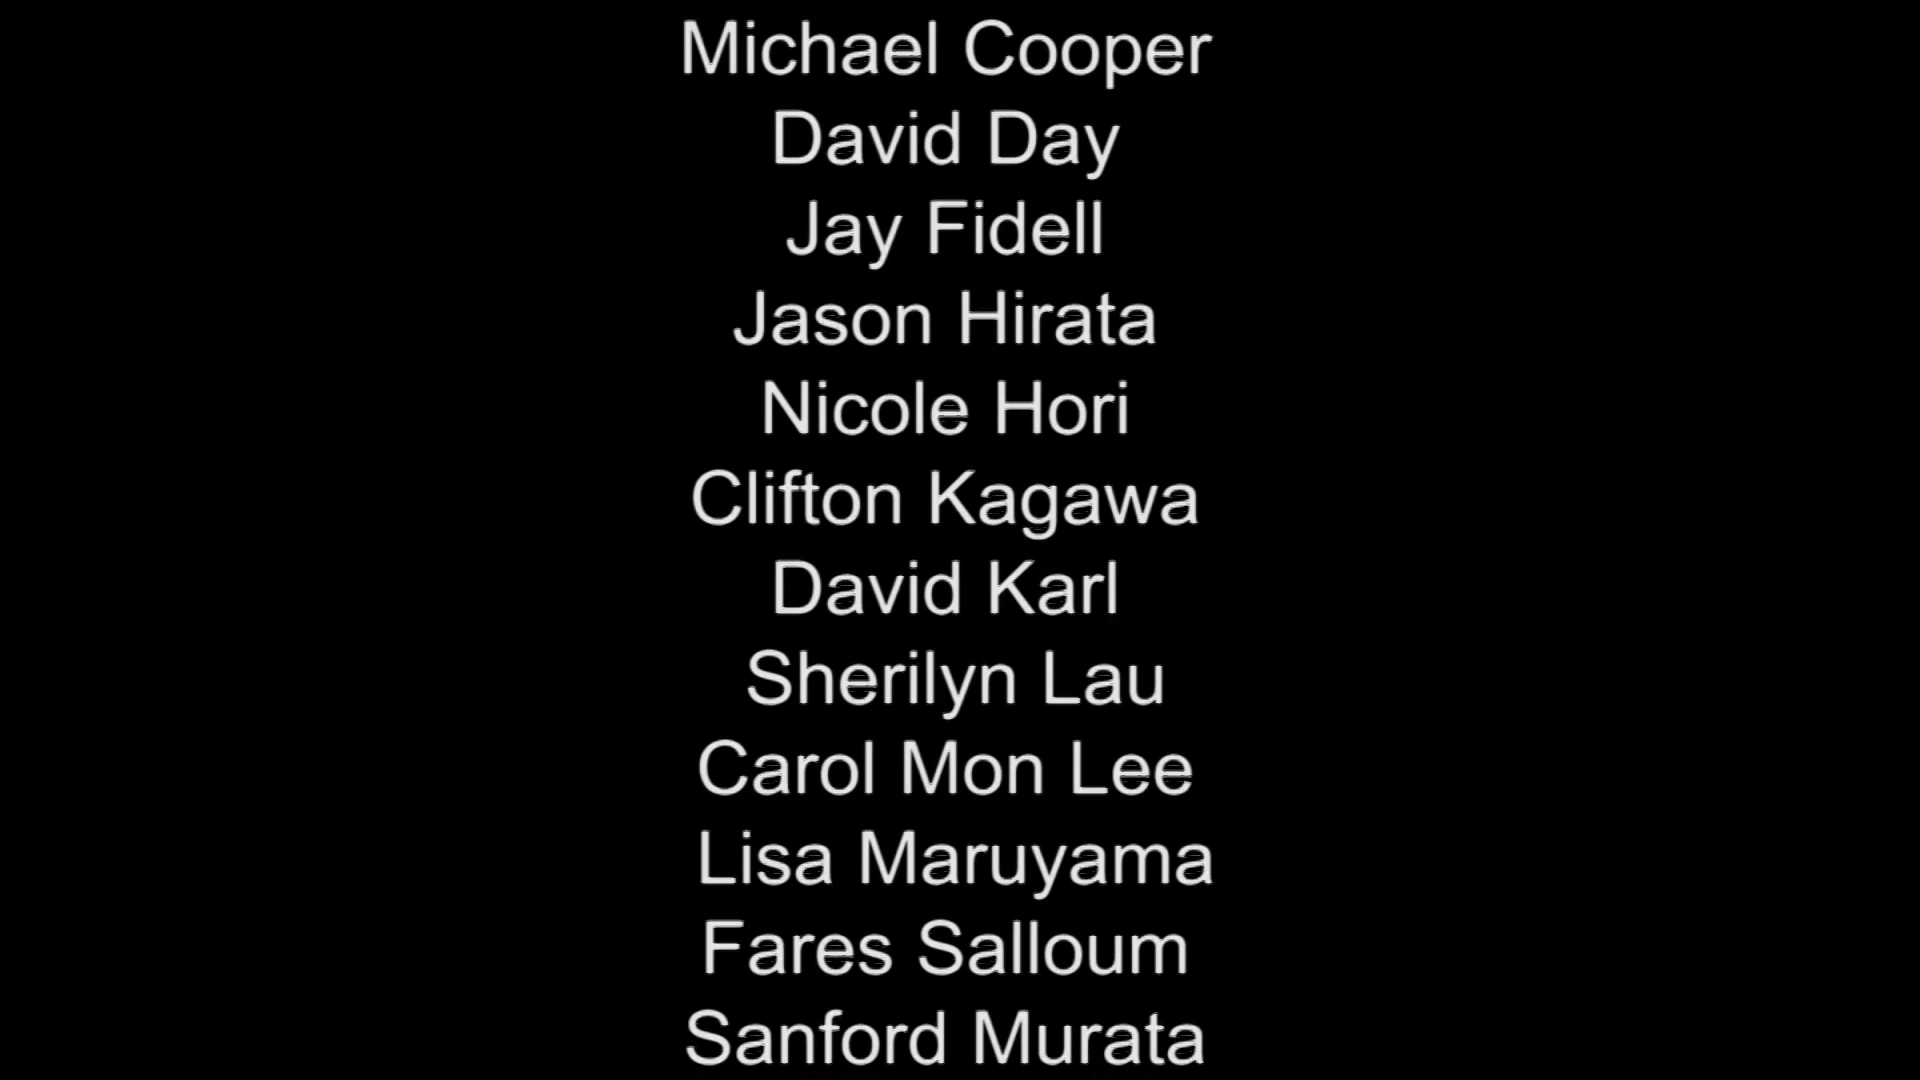 Michael Cooper
David Day
Jay Fidell
Jason Hirata
Nicole Hori
Clifton Kagawa
David Karl
Sherilyn Lau
Carol Mon Lee
Lisa Maruyama
Fares Salloum
Sanford Murata